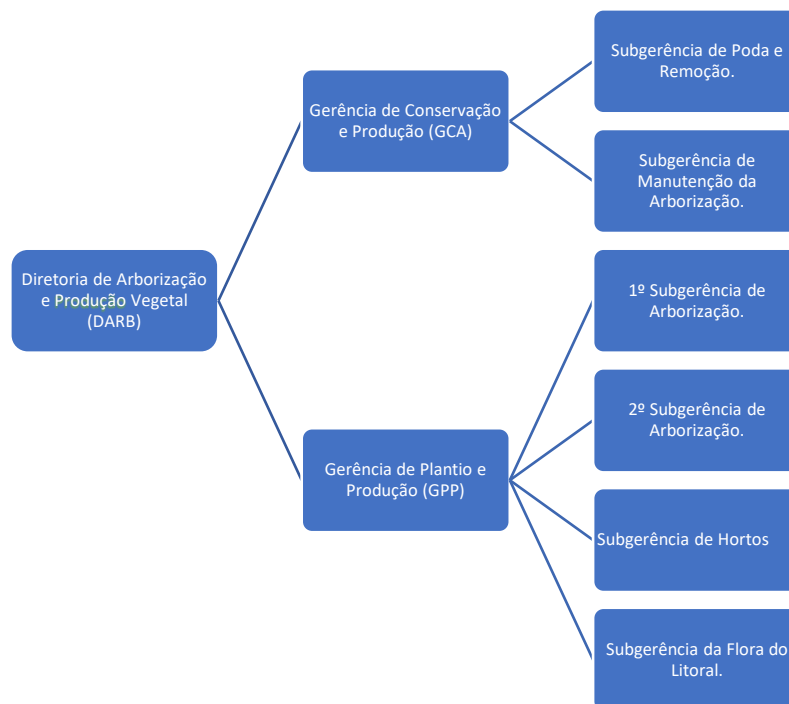 Diretoria de Arborização
e Produção Vegetal
(DARB)
Gerência de Conservação
e Produção (GCA)
Subgerência de Poda e
Remoção.
Subgerência de
Manutenção da
Arborização.
Gerência de Plantio e
Produção (GPP)
1º Subgerência de
Arborização.
2º Subgerência de
Arborização.
Subgerência de Hortos
Subgerência da Flora do
Litoral.